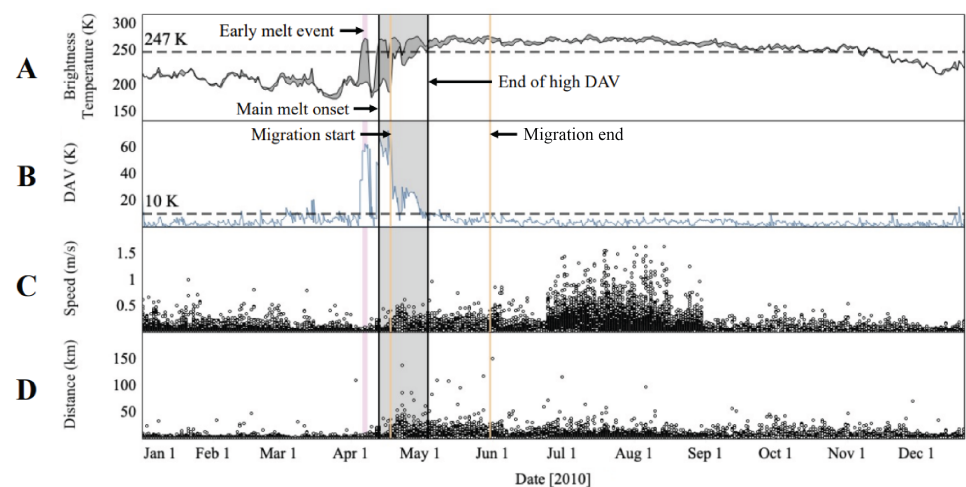 A
Brightness
Temperature (K)
300
250
200
150
247 K
Early melt event
End of high DAV
Main melt onset
B
DAV (K)
60
40
20
10 K
Migration start
Migration end
C
Speed (m/s)
1.5
1
0.5
D
Distance (km)
150
100
50
Jan 1 Feb 1 Mar 1 Apr 1 May 1 Jun 1 Jul 1 Aug 1 Sep 1 Oct 1 Nov 1 Dec 1
Date [2010]